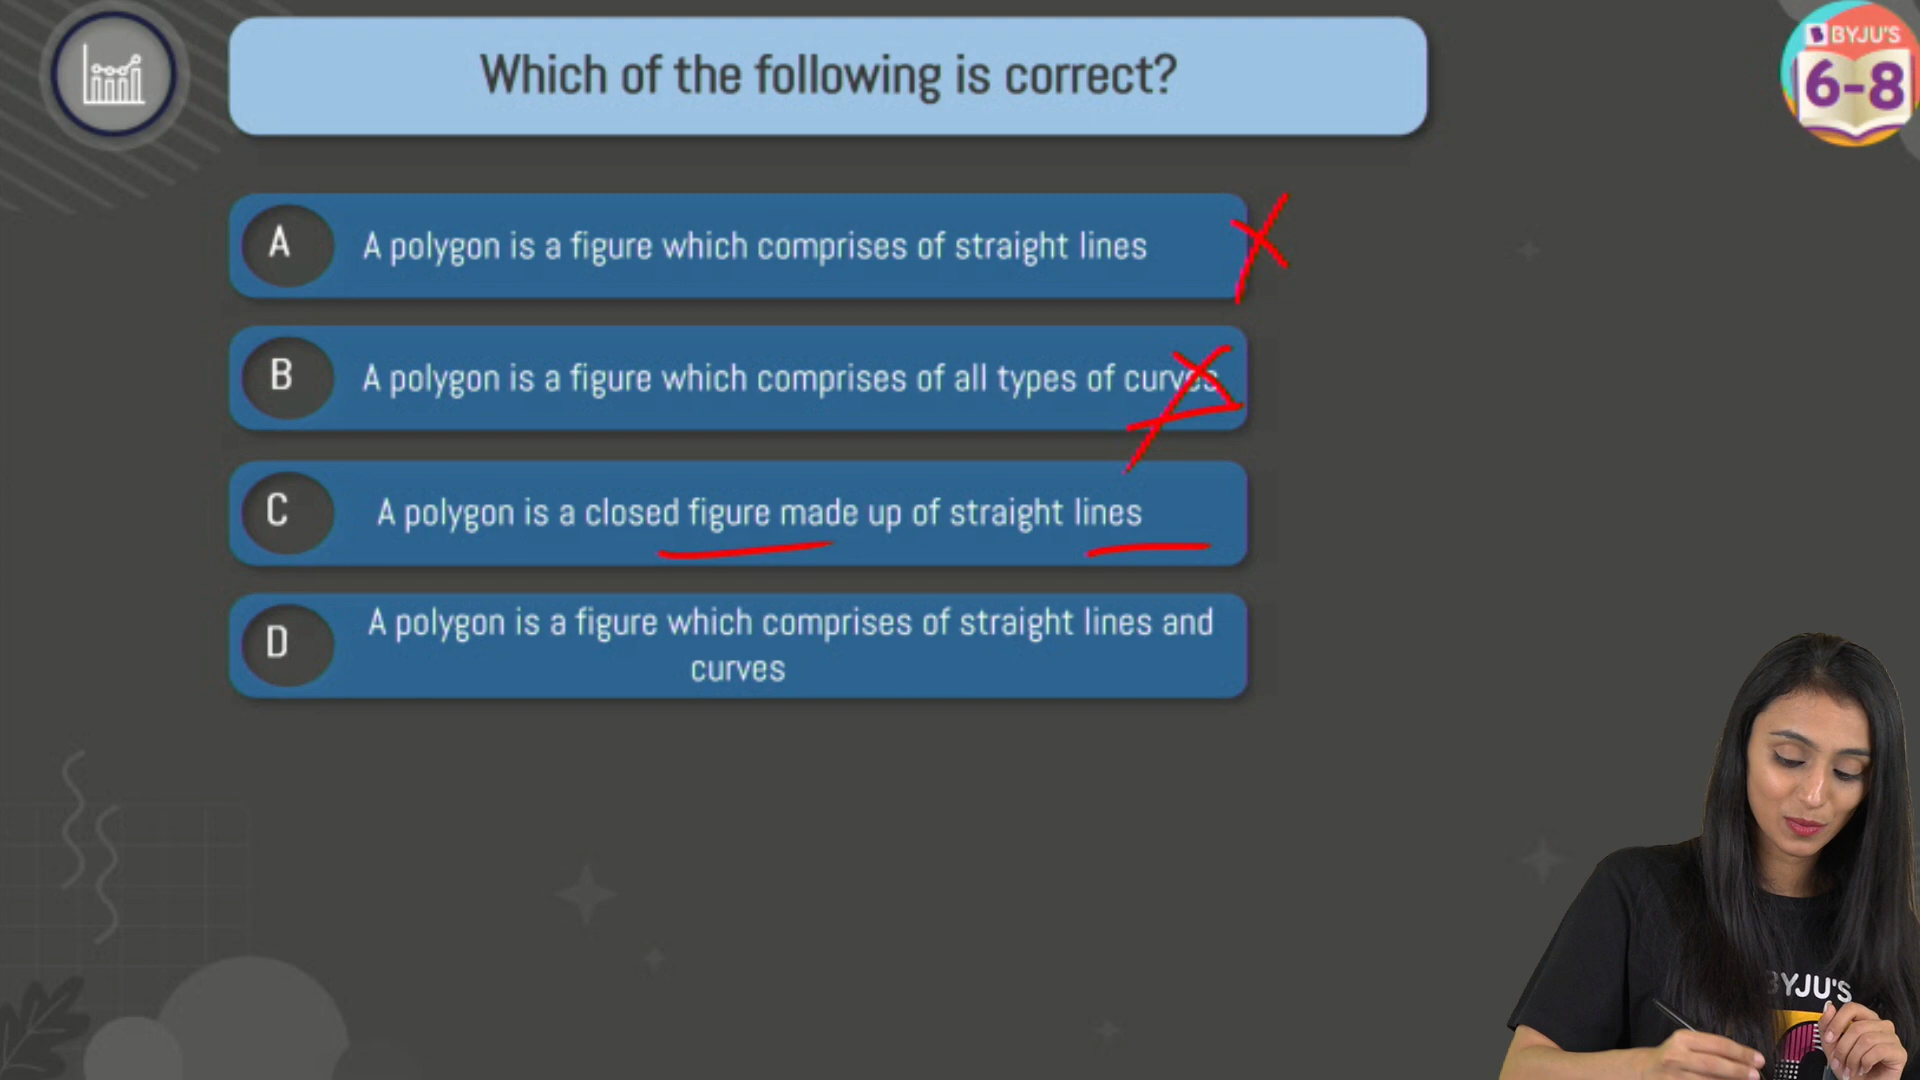 Which of the following is correct?
BYJU'S
6-8
A
A polygon is a figure which comprises of straight lines
B
A polygon is a figure which comprises of all types of curves
C
A polygon is a closed figure made up of straight lines
D
A polygon is a figure which comprises of straight lines and
curves
BYJU'S